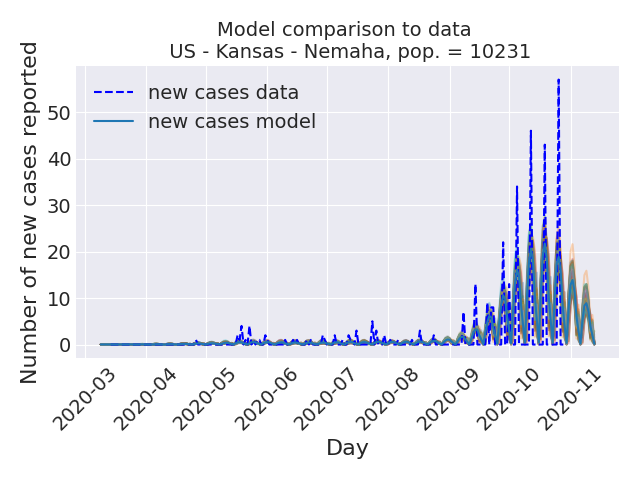 Model comparison to data
US - Kansas - Nemaha, pop. = 10231
Number of new cases reported
new cases data
new cases model
50
40
30
20
10
0
2020-03
2020-04
2020-05
2020-06
2020-07
2020-08
2020-09
2020-10
2020-11
Day